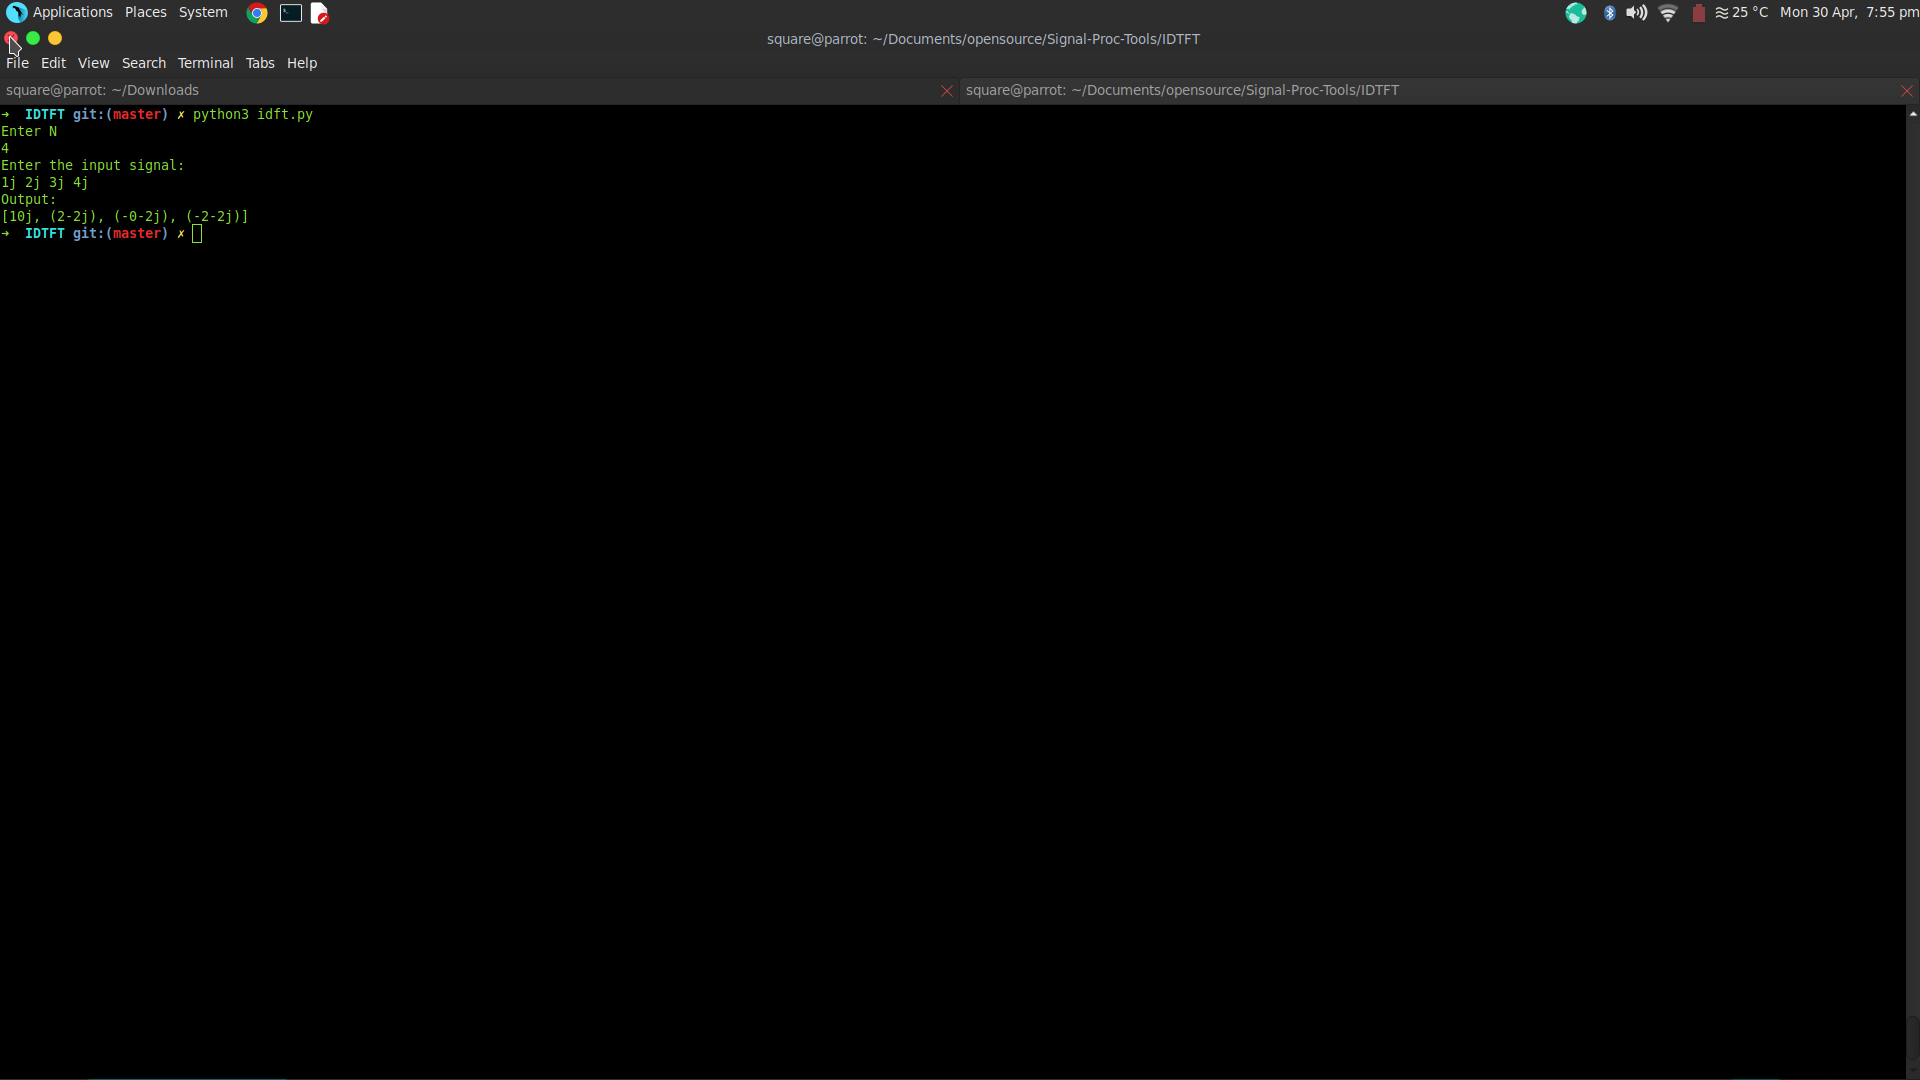 Applications Places System 25 °C Mon 30 Apr, 7:55 pm
square@parrot: ~/Documents/opensource/Signal-Proc-Tools/IDTFT
File Edit View Search Terminal Tabs Help
square@parrot: ~/Downloads square@parrot: ~/Documents/opensource/Signal-Proc-Tools/IDTFT
➜ IDTFT git:(master) ✗ python3 idft.py
Enter N
4
Enter the input signal:
1j 2j 3j 4j
Output:
[10j, (2-2j), (-0-2j), (-2-2j)]
➜ IDTFT git:(master) ✗